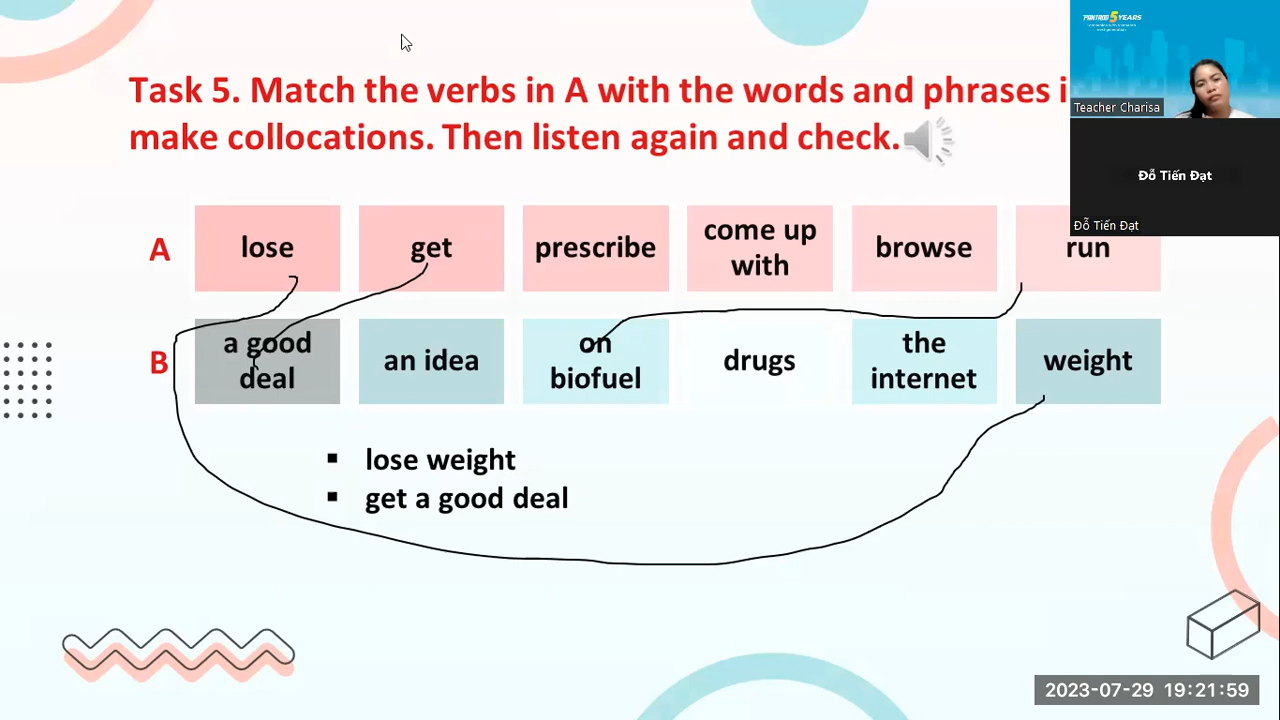 Task 5. Match the verbs in A with the words and phrases i
make collocations. Then listen again and check.
A
lose
get
prescribe
come up
with
browse
run
B
a good
deal
an idea
on
biofuel
drugs
the
internet
weight
▪ lose weight
▪ get a good deal
5 YEARS
Teacher Charisa
Đỗ Tiến Đạt
Đỗ Tiến Đạt
2023-07-29 19:21:59